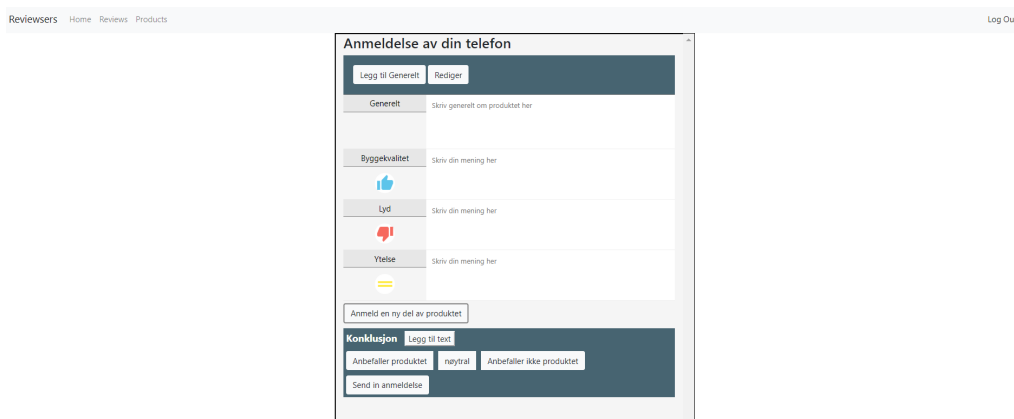 Reviewsers Home Reviews Products Log Ou
Anmeldelse av din telefon
Legg til Generelt Rediger
Generelt Skriv generelt om produktet her
Byggekvalitet Skriv din mening her
Lyd Skriv din mening her
Ytelse Skriv din mening her
Anmeld en ny del av produktet
Konklusjon Legg til text
Anbefaller produktet nøytral Anbefaller ikke produktet
Send in anmeldelse